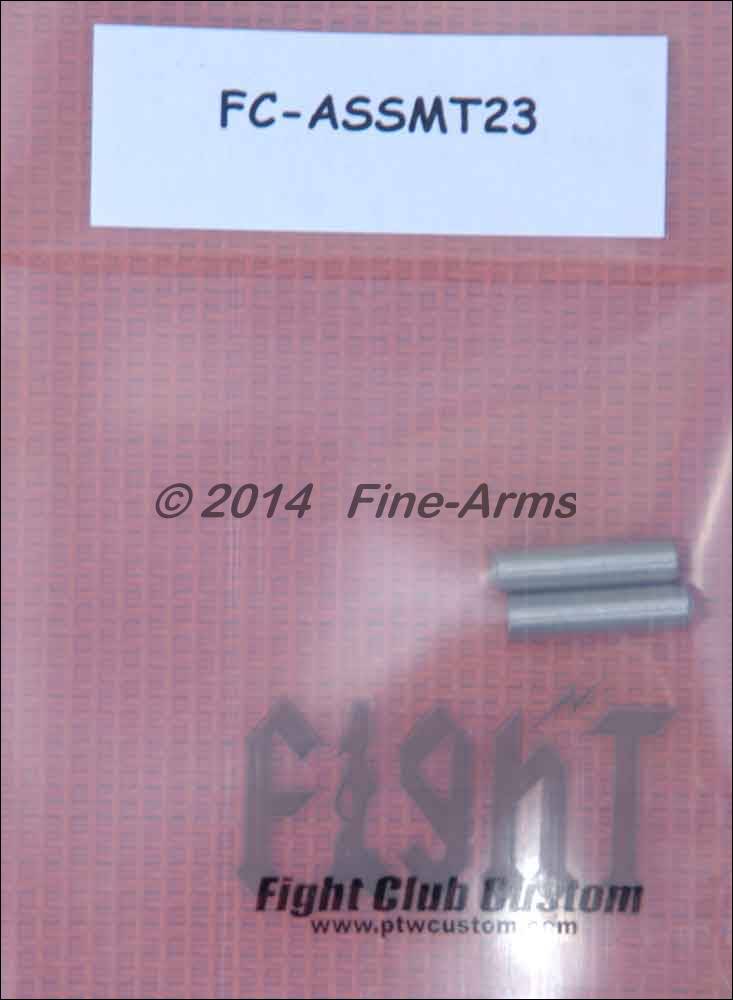 FC-ASSMT23
© 2014 Fine-Arms
FIGHT
Fight Club Custom
www.ptwcustom.com